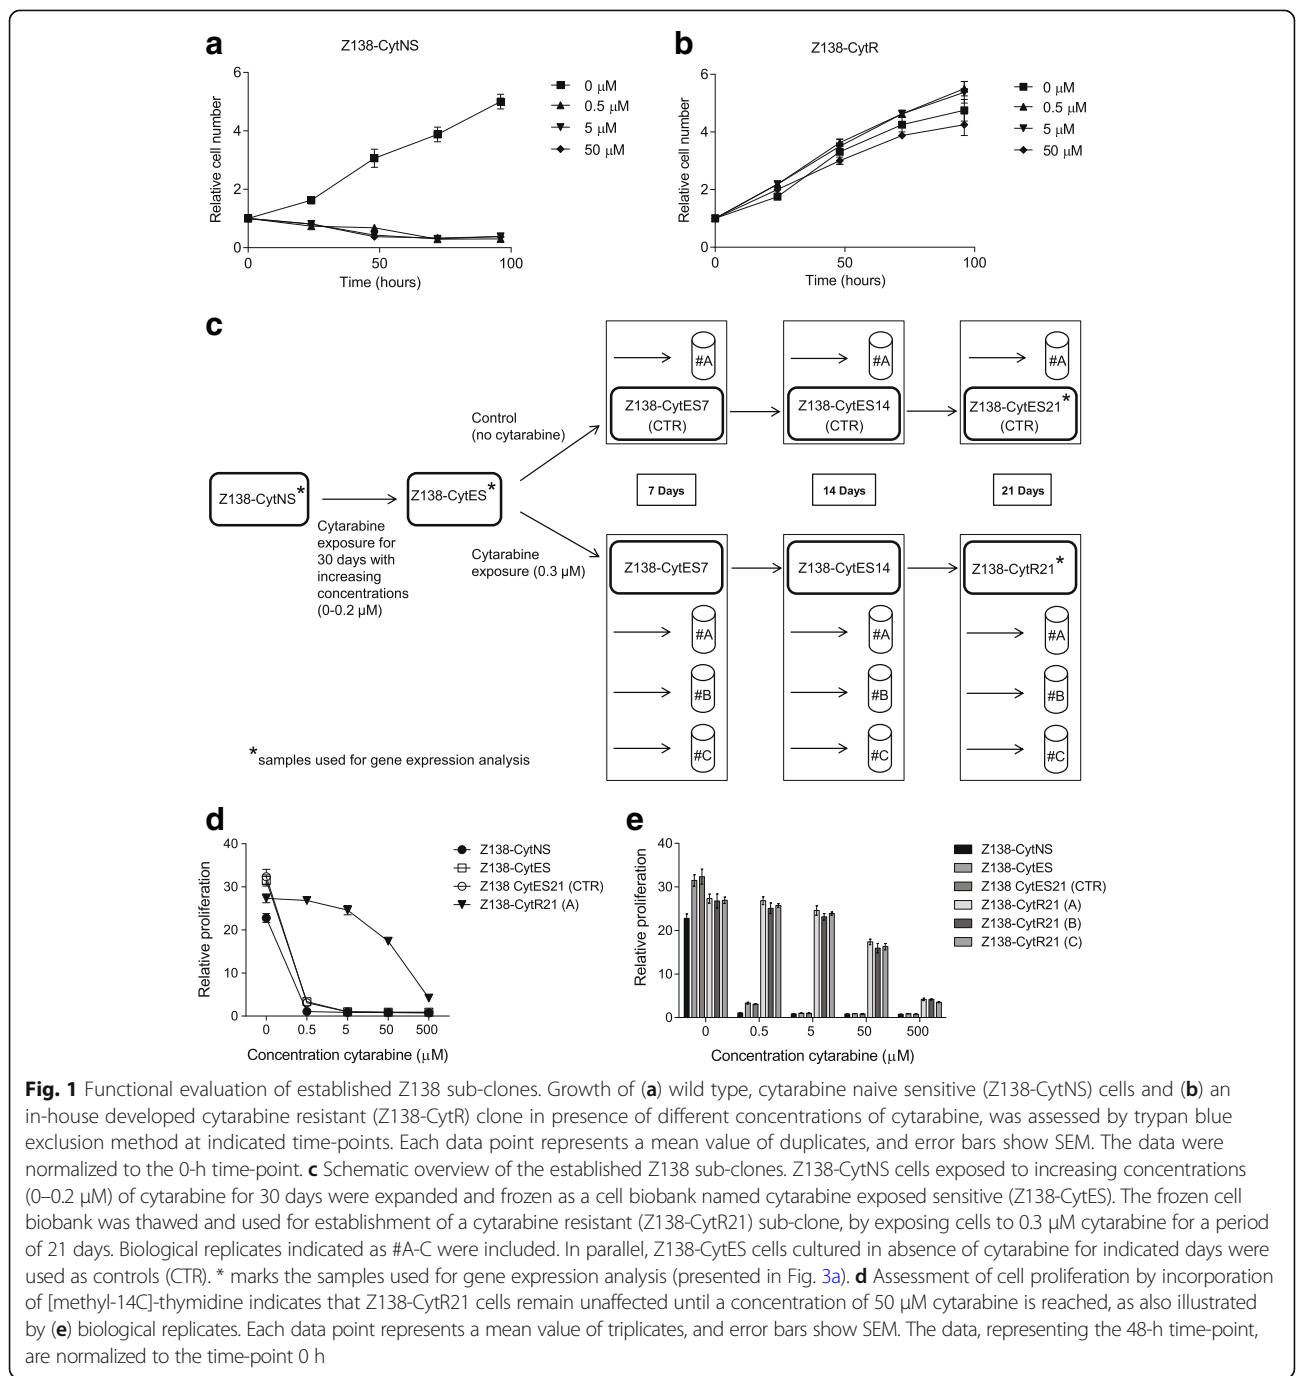 a
Z138-CytNS
6
4
2
0
Relative cell number
0
50
100
Time (hours)
0 μM
0.5 μM
5 μM
50 μM
b
Z138-CytR
6
4
2
0
Relative cell number
0
50
100
Time (hours)
0 μM
0.5 μM
5 μM
50 μM
c
Z138-CytNS*
Cytarabine
exposure for
30 days with
increasing
concentrations
(0-0.2 μM)
Z138-CytES*
Control
(no cytarabine)
Cytarabine
exposure (0.3 μM)
#A
Z138-CytES7
(CTR)
#A
Z138-CytES14
(CTR)
#A
Z138-CytES21*
(CTR)
7 Days
14 Days
21 Days
Z138-CytES7
Z138-CytES14
Z138-CytR21*
#A
#A
#A
#B
#B
#B
#C
#C
#C
*samples used for gene expression analysis
d
40
30
20
10
0
Relative proliferation
0
0.5
5
50
500
Concentration cytarabine (μM)
Z138-CytNS
Z138-CytES
Z138 CytES21 (CTR)
Z138-CytR21 (A)
e
40
30
20
10
0
Relative proliferation
0
0.5
5
50
500
Concentration cytarabine (μM)
Z138-CytNS
Z138-CytES
Z138 CytES21 (CTR)
Z138-CytR21 (A)
Z138-CytR21 (B)
Z138-CytR21 (C)
Fig. 1 Functional evaluation of established Z138 sub-clones. Growth of (a) wild type, cytarabine naive sensitive (Z138-CytNS) cells and (b) an
in-house developed cytarabine resistant (Z138-CytR) clone in presence of different concentrations of cytarabine, was assessed by trypan blue
exclusion method at indicated time-points. Each data point represents a mean value of duplicates, and error bars show SEM. The data were
normalized to the 0-h time-point. c Schematic overview of the established Z138 sub-clones. Z138-CytNS cells exposed to increasing concentrations
(0–0.2 μM) of cytarabine for 30 days were expanded and frozen as a cell biobank named cytarabine exposed sensitive (Z138-CytES). The frozen cell
biobank was thawed and used for establishment of a cytarabine resistant (Z138-CytR21) sub-clone, by exposing cells to 0.3 μM cytarabine for a period
of 21 days. Biological replicates indicated as #A-C were included. In parallel, Z138-CytES cells cultured in absence of cytarabine for indicated days were
used as controls (CTR). * marks the samples used for gene expression analysis (presented in Fig. 3a). d Assessment of cell proliferation by incorporation
of [methyl-14C]-thymidine indicates that Z138-CytR21 cells remain unaffected until a concentration of 50 μM cytarabine is reached, as also illustrated
by (e) biological replicates. Each data point represents a mean value of triplicates, and error bars show SEM. The data, representing the 48-h time-point,
are normalized to the time-point 0 h